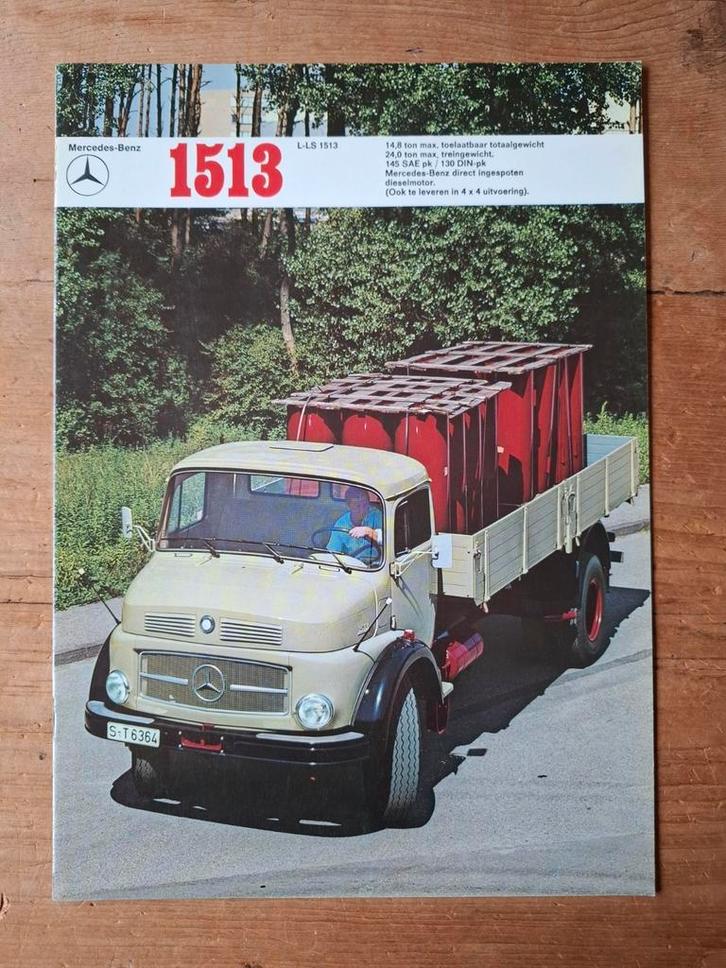 Mercedes-Benz
1513
L-LS 1513
14,8 ton max. toelaatbaar totaalgewicht
24,0 ton max. treingewicht.
145 SAE pk / 130 DIN-pk
Mercedes-Benz direct ingespoten
dieselmotor.
(Ook te leveren in 4 x 4 uitvoering).
S-T 6364